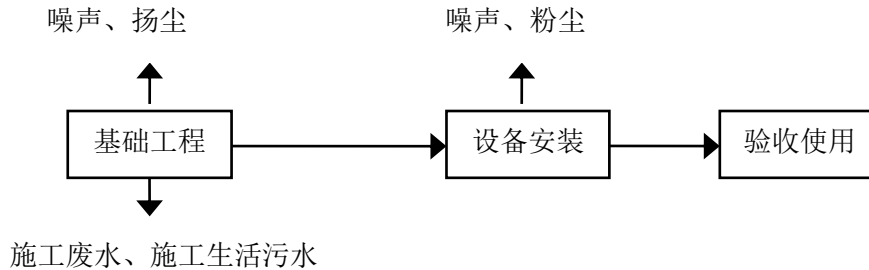 噪声、扬尘
噪声、粉尘
基础工程
设备安装
验收使用
施工废水、施工生活污水